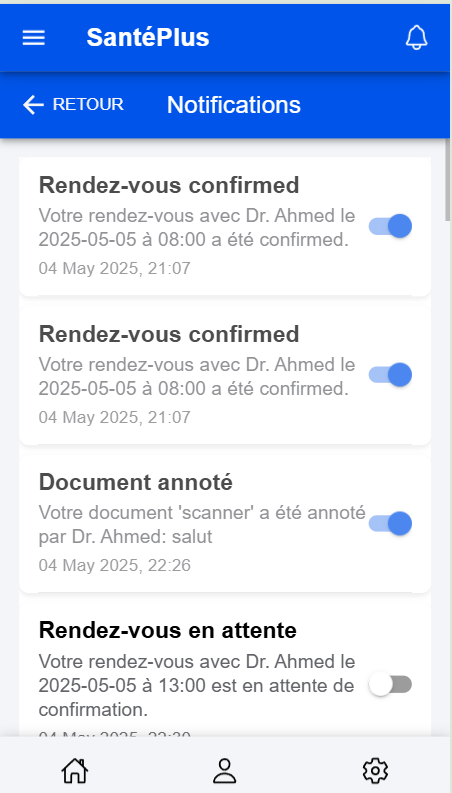 SantéPlus
RETOUR Notifications
Rendez-vous confirmed
Votre rendez-vous avec Dr. Ahmed le
2025-05-05 à 08:00 a été confirmed.
04 May 2025, 21:07
Rendez-vous confirmed
Votre rendez-vous avec Dr. Ahmed le
2025-05-05 à 08:00 a été confirmed.
04 May 2025, 21:07
Document annoté
Votre document 'scanner' a été annoté
par Dr. Ahmed: salut
04 May 2025, 22:26
Rendez-vous en attente
Votre rendez-vous avec Dr. Ahmed le
2025-05-05 à 13:00 est en attente de
confirmation.
04 May 2025,